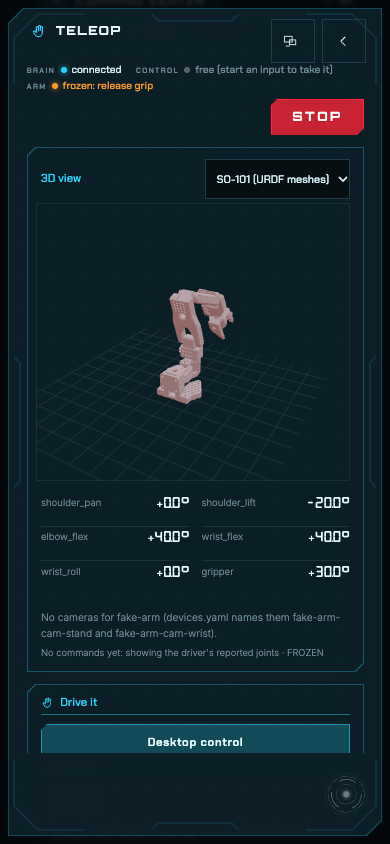 TELEOP
BRAIN connected CONTROL free (start an input to take it)
ARM frozen: release grip
STOP
3D view SO-101 (URDF meshes)
shoulder_pan +0.0° shoulder_lift -20.0°
elbow_flex +40.0° wrist_flex +40.0°
wrist_roll +0.0° gripper +30.0°
No cameras for fake-arm (devices.yaml names them fake-arm-
cam-stand and fake-arm-cam-wrist).
No commands yet: showing the driver's reported joints · FROZEN
Drive it
Desktop control